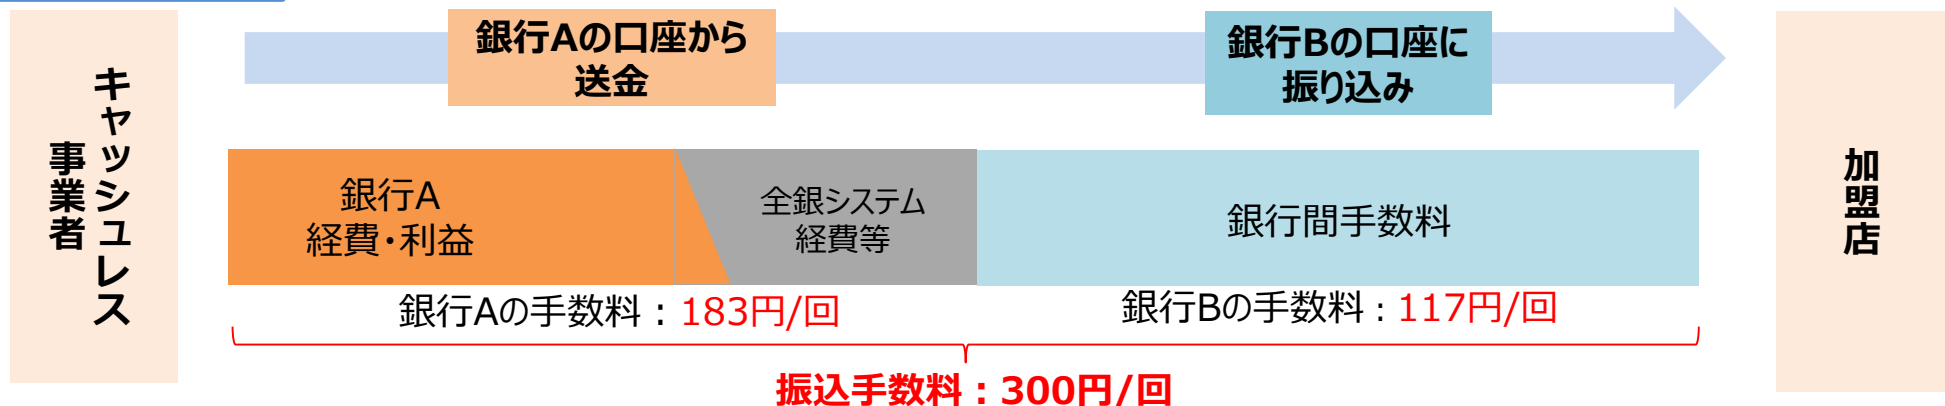 キャッシュレス
事業者
銀行Aの口座から
送金
銀行Bの口座に
振り込み
銀行A
経費・利益
全銀システム
経費等
銀行間手数料
銀行Aの手数料：183円/回
銀行Bの手数料：117円/回
振込手数料：300円/回
加盟店